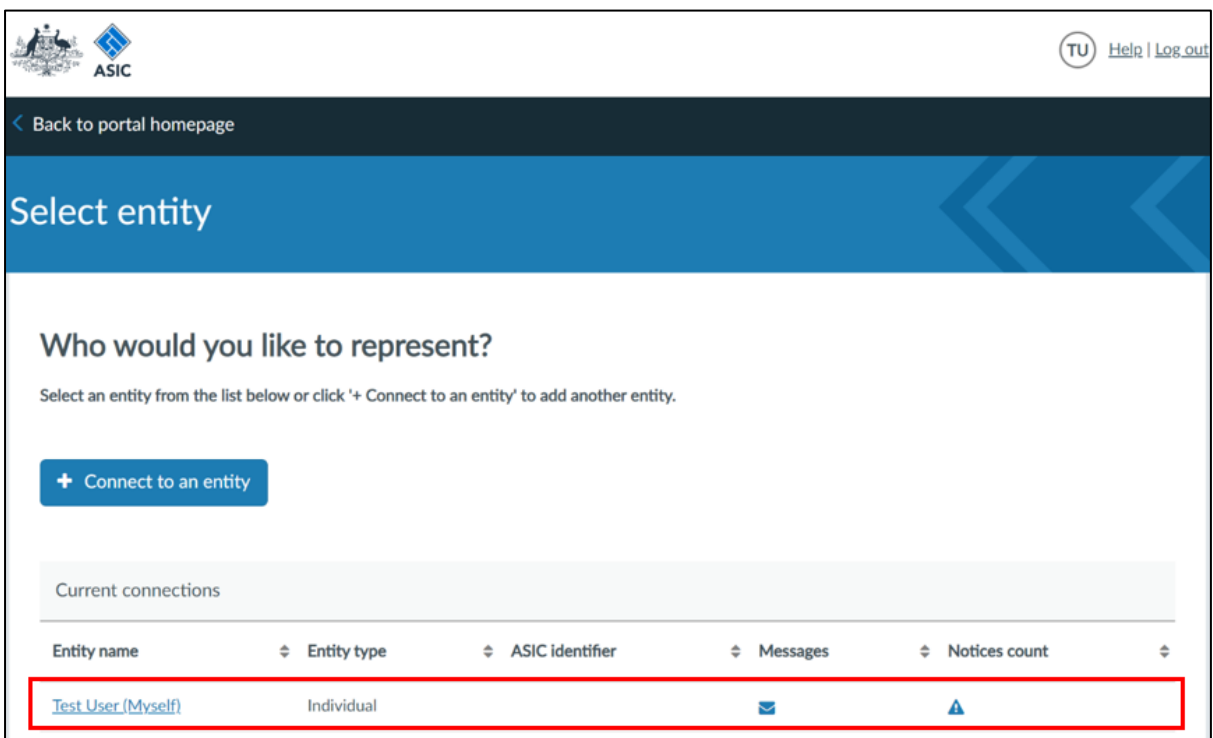 ASIC
TU Help | Log out
Back to portal homepage
Select entity
Who would you like to represent?
Select an entity from the list below or click '+ Connect to an entity' to add another entity.
+ Connect to an entity
Current connections
Entity name Entity type ASIC identifier Messages Notices count
Test User (Myself) Individual